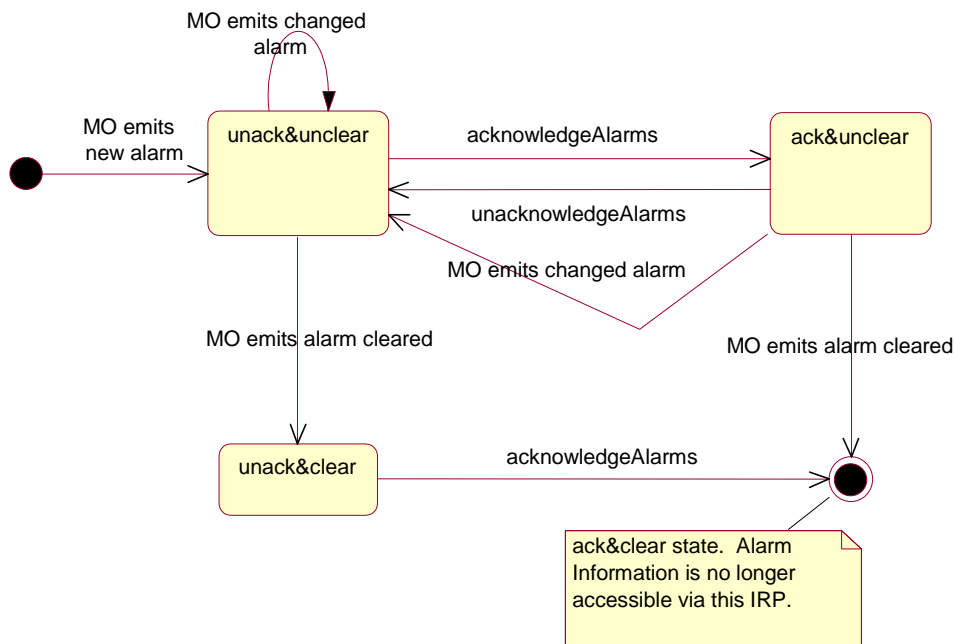 MO emits changed
alarm
MO emits
new alarm
unack&unclear
acknowledgeAlarms
ack&unclear
unacknowledgeAlarms
MO emits changed alarm
MO emits alarm cleared
MO emits alarm cleared
unack&clear
acknowledgeAlarms
ack&clear state.  Alarm
Information is no longer
accessible via this IRP.